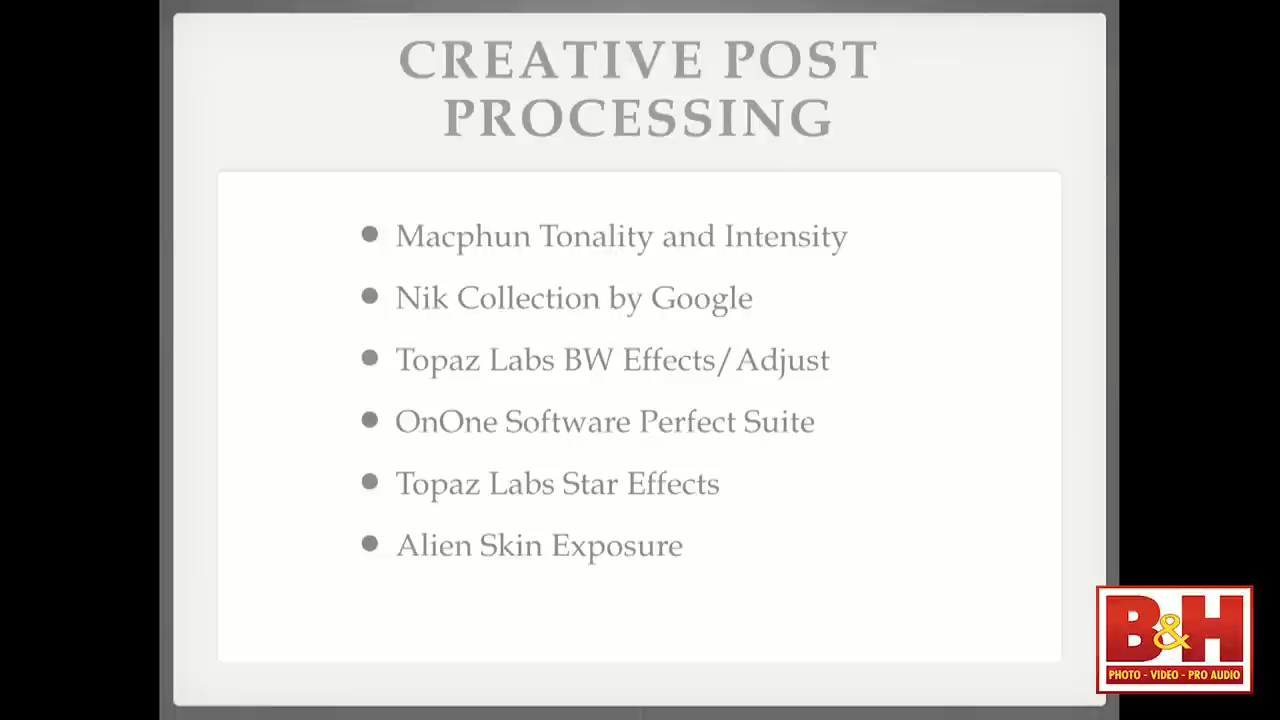 CREATIVE POST
PROCESSING
● Macphun Tonality and Intensity
● Nik Collection by Google
● Topaz Labs BW Effects/Adjust
● OnOne Software Perfect Suite
● Topaz Labs Star Effects
● Alien Skin Exposure
B&H
PHOTO - VIDEO - PRO AUDIO